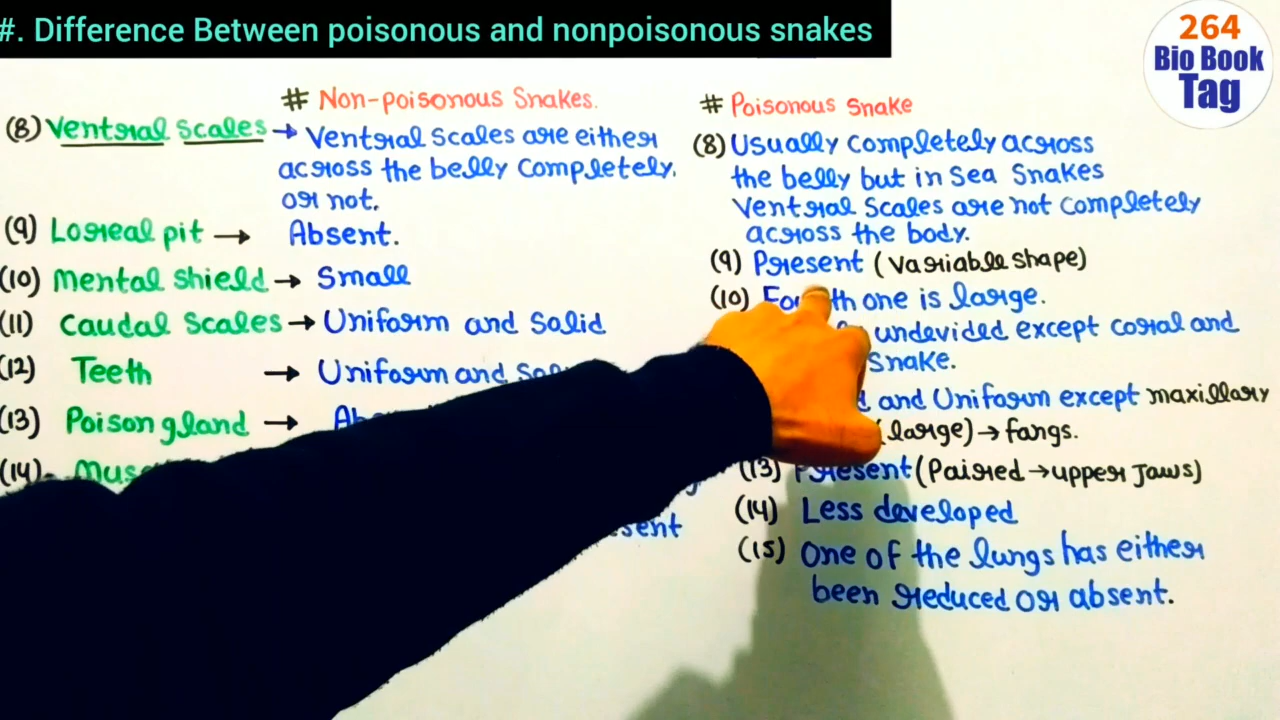 #. Difference Between poisonous and nonpoisonous snakes
264
Bio Book
Tag
# Non-poisonous Snakes.
(8) Ventral Scales → Ventral Scales are either
across the belly Completely.
or not.
(9) Loreal pit → Absent.
(10) Mental shield → Small
(11) Caudal Scales → Uniform and Solid
(12) Teeth → Uniform and
(13) Poison gland →
(14)
# Poisonous Snake
(8) Usually completely across
the belly but in Sea Snakes
Ventral Scales are not completely
across the body.
(9) Present (Variable shape)
(10) one is large.
undevided except coral and
Snake.
and Uniform except maxillary
(large) → fangs.
(13) Present (Paired → upper Jaws)
(14) Less developed
(15) One of the lungs has either
been reduced or absent.